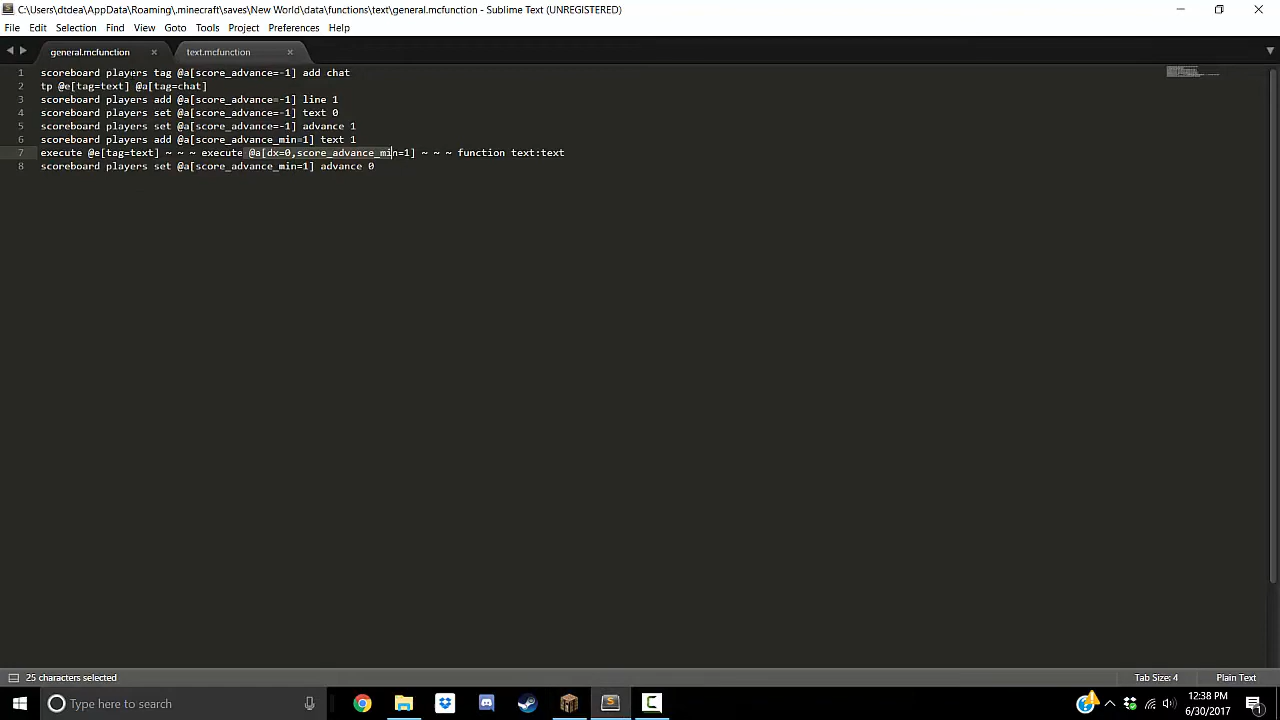 C:\Users\dtdea\AppData\Roaming\.minecraft\saves\New World\data\functions\text\general.mcfunction - Sublime Text (UNREGISTERED)
File Edit Selection Find View Goto Tools Project Preferences Help
general.mcfunction × text.mcfunction ×
1 scoreboard players tag @a[score_advance=-1] add chat
2 tp @e[tag=text] @a[tag=chat]
3 scoreboard players add @a[score_advance=-1] line 1
4 scoreboard players set @a[score_advance=-1] text 0
5 scoreboard players set @a[score_advance=-1] advance 1
6 scoreboard players add @a[score_advance_min=1] text 1
7 execute @e[tag=text] ~ ~ ~ execute @a[dx=0,score_advance_min=1] ~ ~ ~ function text:text
8 scoreboard players set @a[score_advance_min=1] advance 0
25 characters selected Tab Size: 4 Plain Text
Type here to search 12:38 PM
6/30/2017